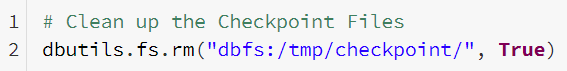 1 # Clean up the Checkpoint Files
2 dbutils.fs.rm("dbfs:/tmp/checkpoint/", True)